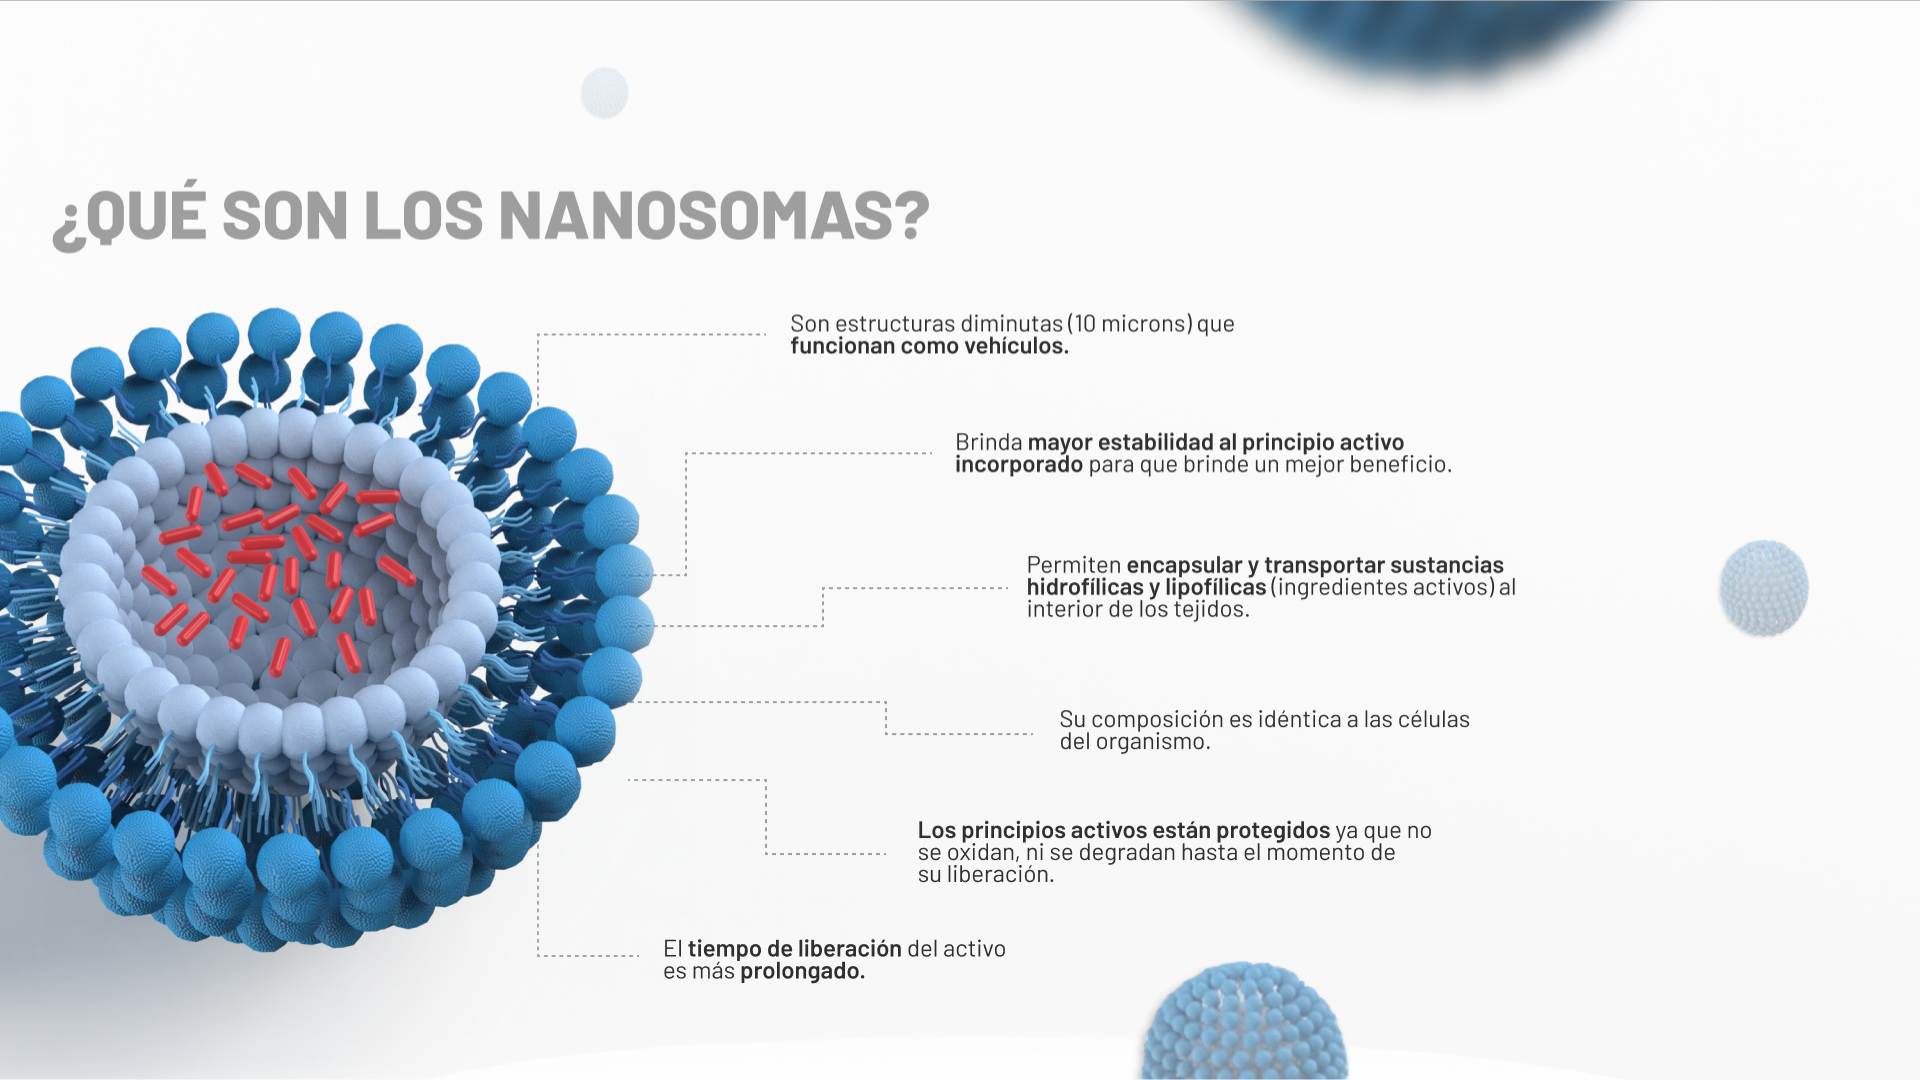 ¿QUÉ SON LOS NANOSOMAS?
Son estructuras diminutas (10 microns) que
funcionan como vehículos.
Brinda mayor estabilidad al principio activo
incorporado para que brinde un mejor beneficio.
Permiten encapsular y transportar sustancias
hidrofílicas y lipofílicas (ingredientes activos) al
interior de los tejidos.
Su composición es idéntica a las células
del organismo.
Los principios activos están protegidos ya que no
se oxidan, ni se degradan hasta el momento de
su liberación.
El tiempo de liberación del activo
es más prolongado.